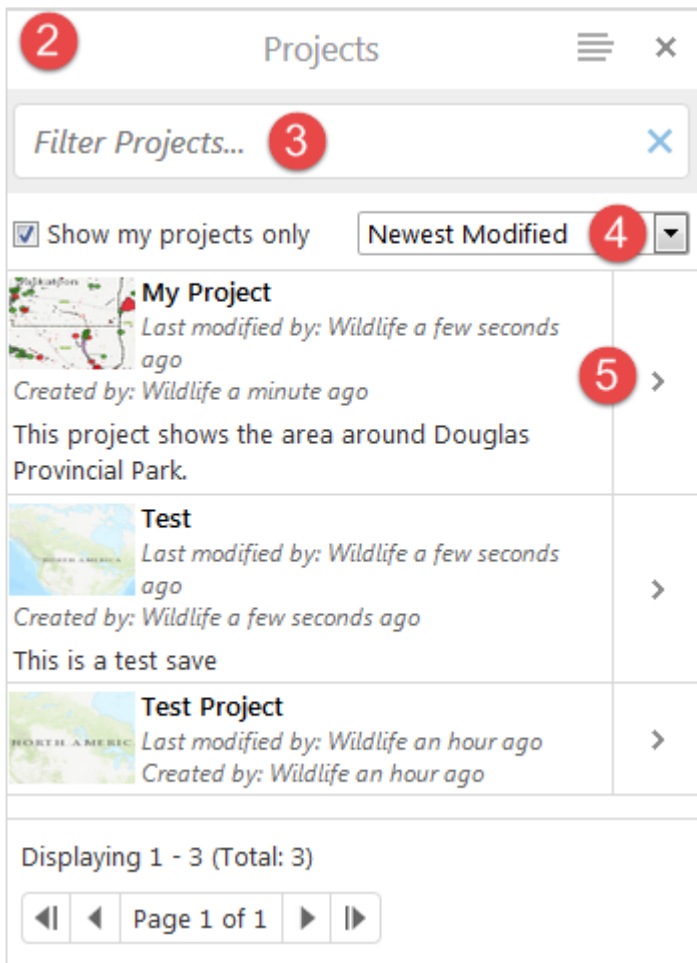 2 Projects
Filter Projects... 3
Show my projects only Newest Modified 4
My Project
Last modified by: Wildlife a few seconds
ago
5
Created by: Wildlife a minute ago
This project shows the area around Douglas
Provincial Park.
Test
NORTH AMERICA
Last modified by: Wildlife a few seconds
ago
Created by: Wildlife a few seconds ago
This is a test save
Test Project
NORTH AMERIC
Last modified by: Wildlife an hour ago
Created by: Wildlife an hour ago
Displaying 1 - 3 (Total: 3)
Page 1 of 1